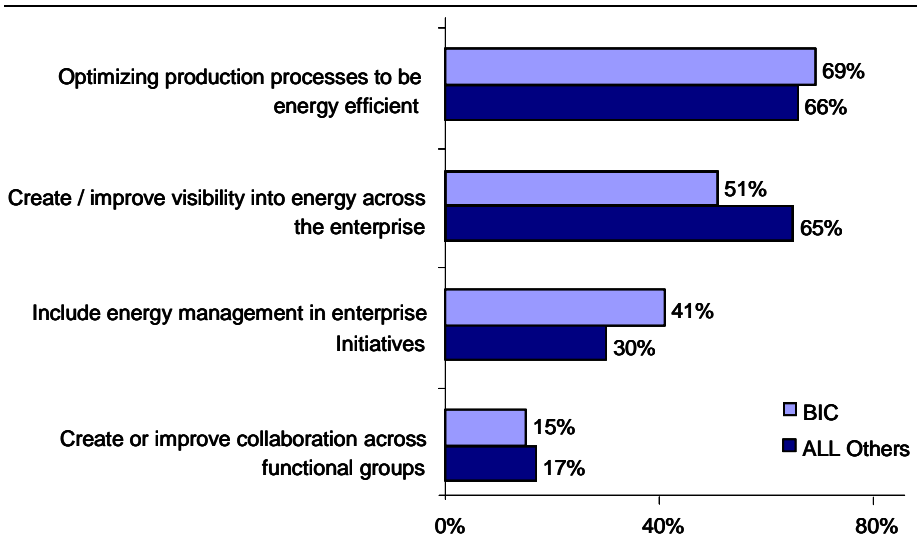 Optimizing production processes to be
energy efficient
69%
66%
Create / improve visibility into energy across
the enterprise
51%
65%
Include energy management in enterprise
Initiatives
41%
30%
Create or improve collaboration across
functional groups
15%
17%
BIC
ALL Others
0%
40%
80%